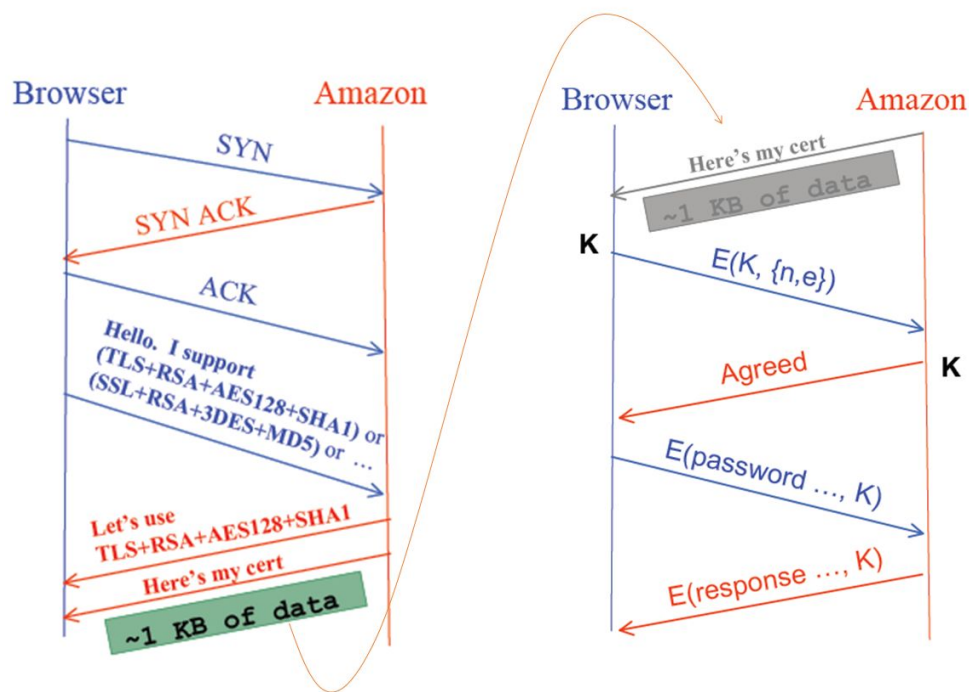 Browser
Amazon
SYN
SYN ACK
ACK
Hello. I support
(TLS+RSA+AES128+SHA1) or
(SSL+RSA+3DES+MD5) or …
Let's use
TLS+RSA+AES128+SHA1
Here's my cert
~1 KB of data
Browser
Amazon
Here's my cert
~1 KB of data
K
E(K, {n,e})
Agreed
K
E(password …, K)
E(response …, K)